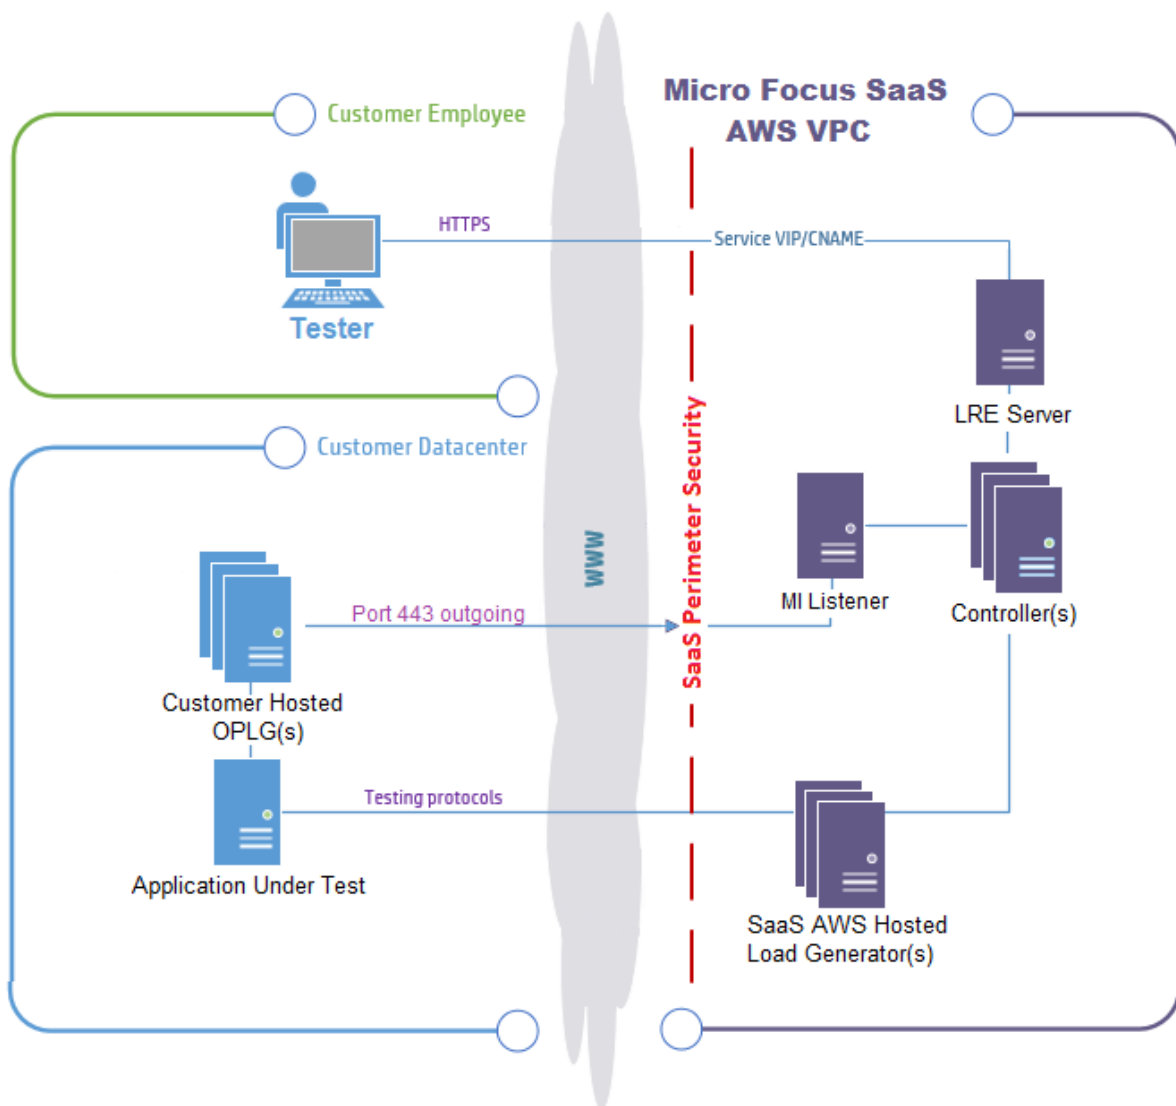 Micro Focus SaaS
AWS VPC
Customer Employee
HTTPS
Service VIP/CNAME
Tester
LRE Server
Customer Datacenter
SaaS Perimeter Security
WWW
MI Listener
Controller(s)
Port 443 outgoing
Customer Hosted
OPLG(s)
Testing protocols
Application Under Test
SaaS AWS Hosted
Load Generator(s)